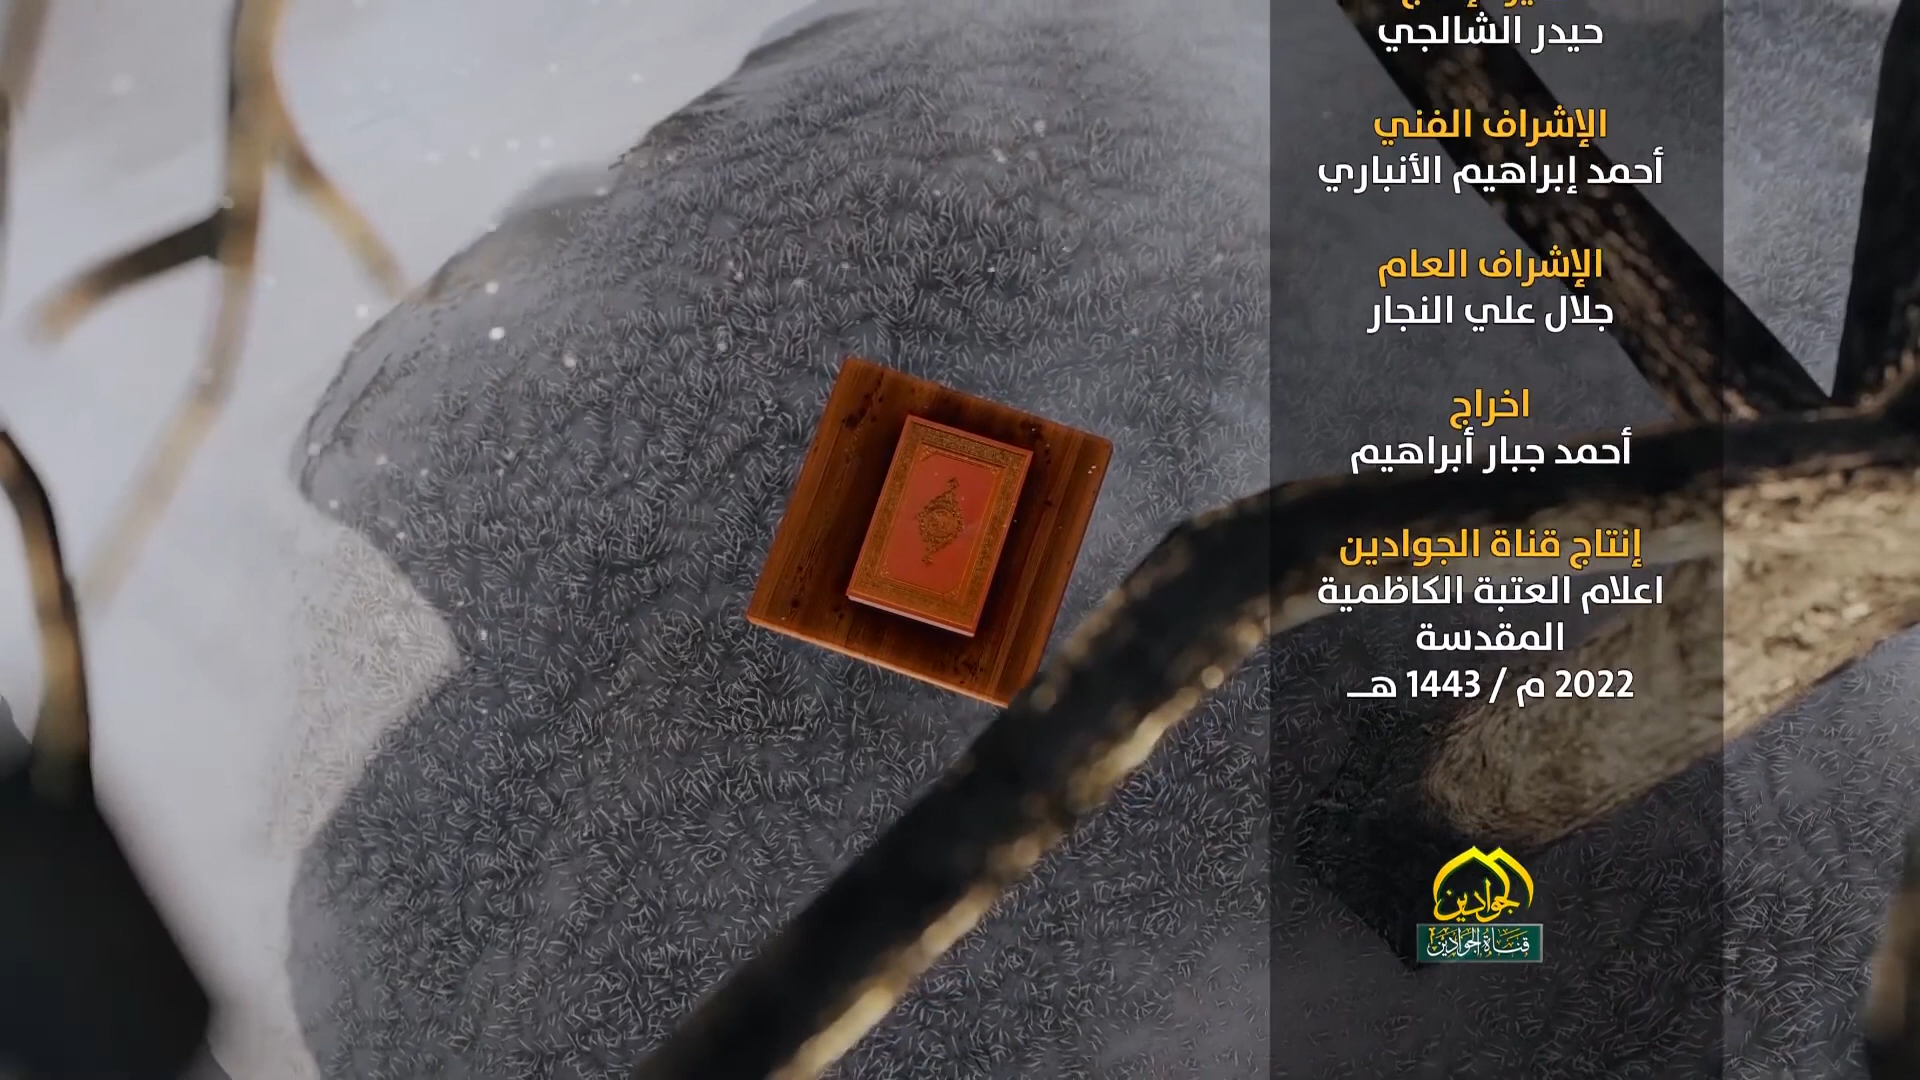 حيدر الشالجي
الإشراف الفني
أحمد إبراهيم الأنباري
الإشراف العام
جلال علي النجار
اخراج
أحمد جبار أبراهيم
إنتاج قناة الجوادين
اعلام العتبة الكاظمية
المقدسة
2022 م / 1443 هـ
الجوادين
قناة الجوادين